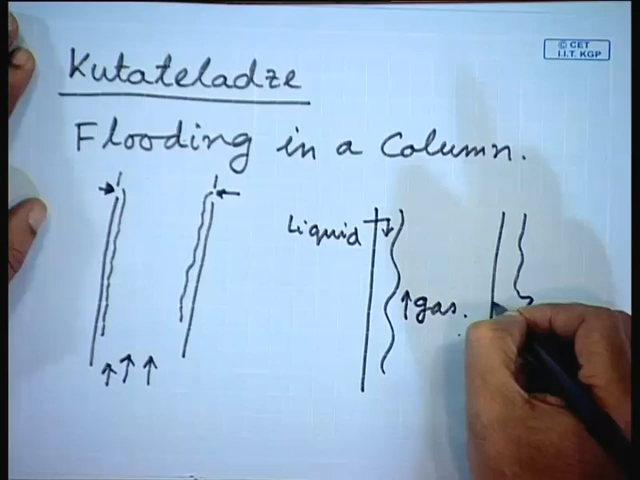 Kutateladze
© CET
I.I.T. KGP
Flooding in a Column.
Liquid
↑gas.